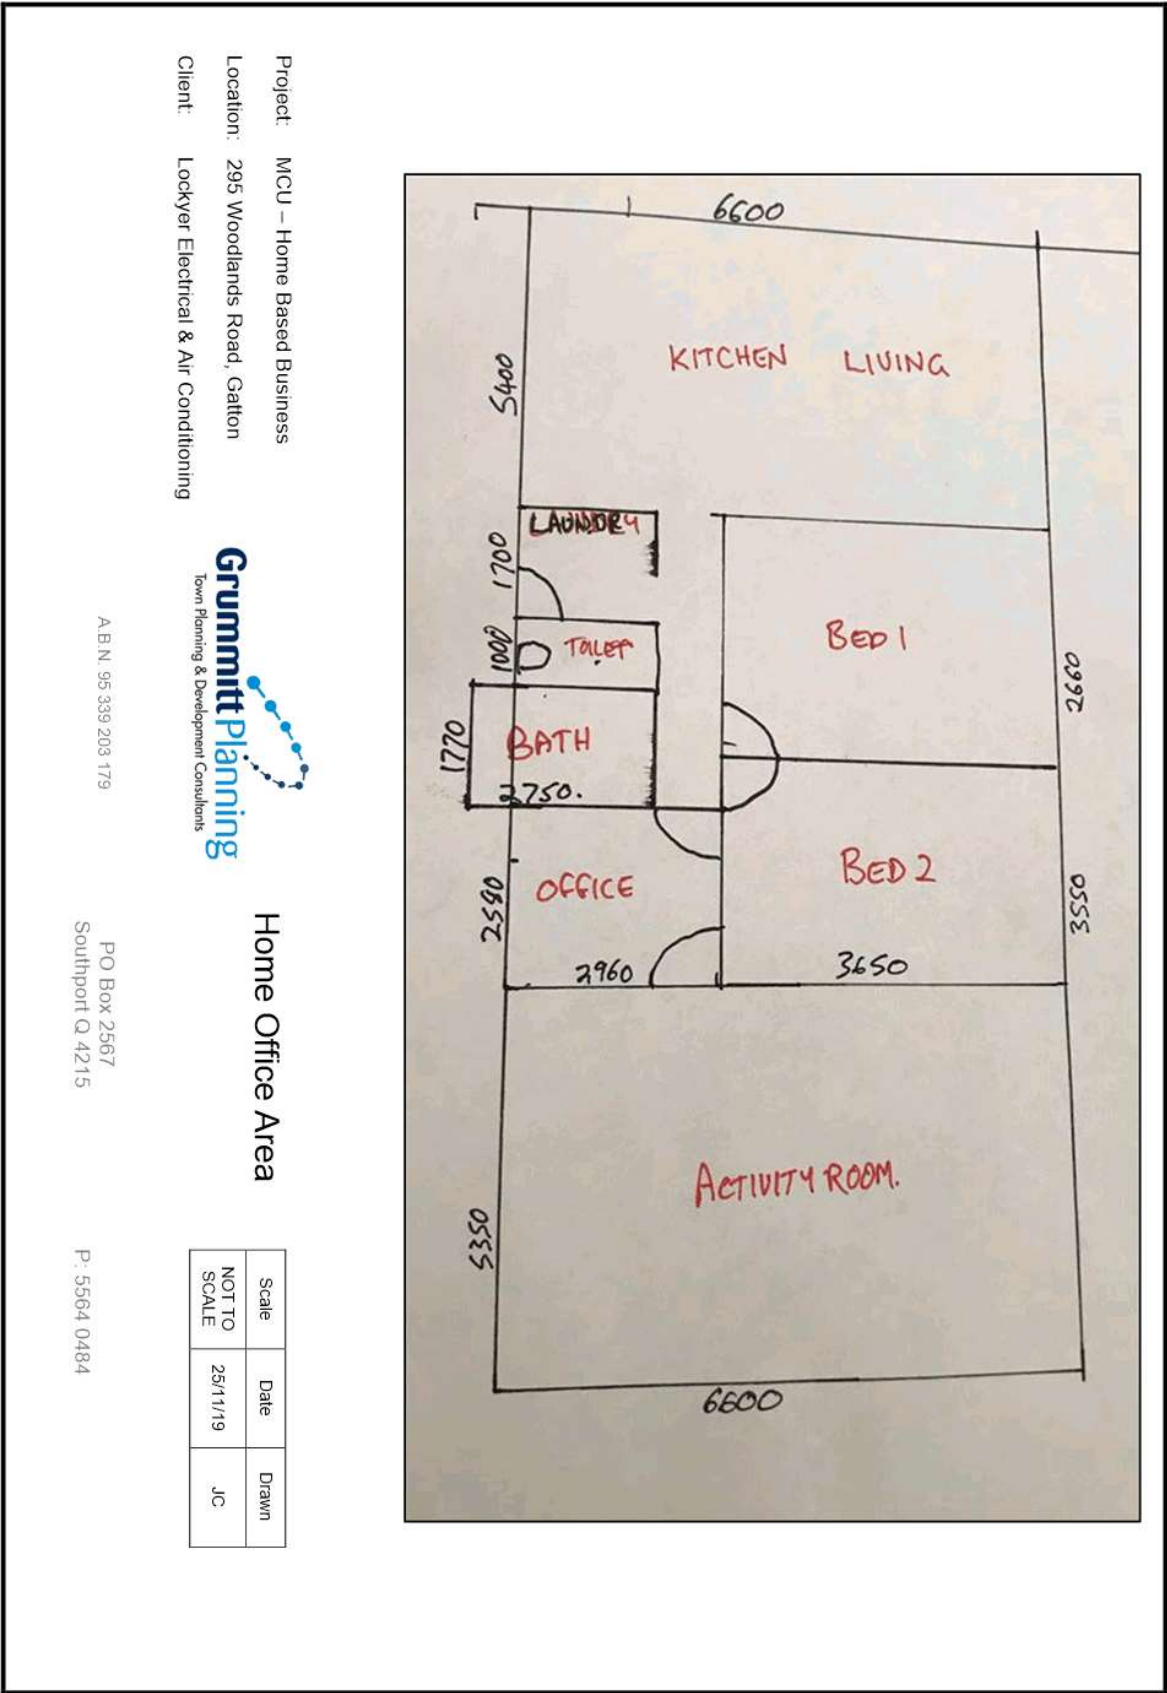 6600
KITCHEN LIVING
5400
LAUNDRY
1700
BED 1
TOILET
1000
2660
BATH
1770
2750.
BED 2
OFFICE
3550
2580
2960
3650
ACTIVITY ROOM.
5350
6600
Project: MCU – Home Based Business
Location: 295 Woodlands Road, Gatton
Client: Lockyer Electrical & Air Conditioning
Grummitt Planning
Town Planning & Development Consultants
Home Office Area
Scale Date Drawn
NOT TO SCALE 25/11/19 JC
A.B.N. 95 339 203 179
PO Box 2567
Southport Q 4215
P: 5564 0484